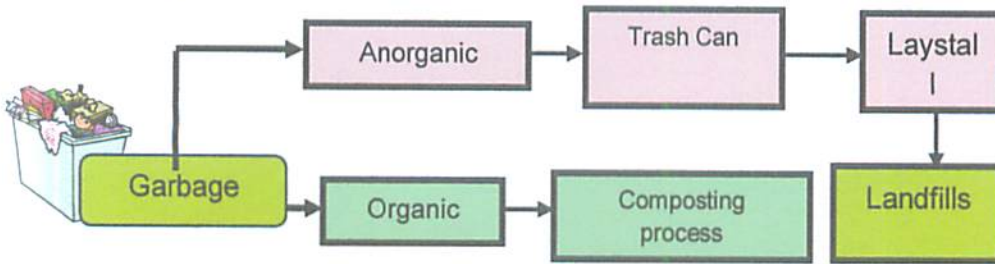 Anorganic
Trash Can
Laystal
l
Garbage
Organic
Composting
process
Landfills